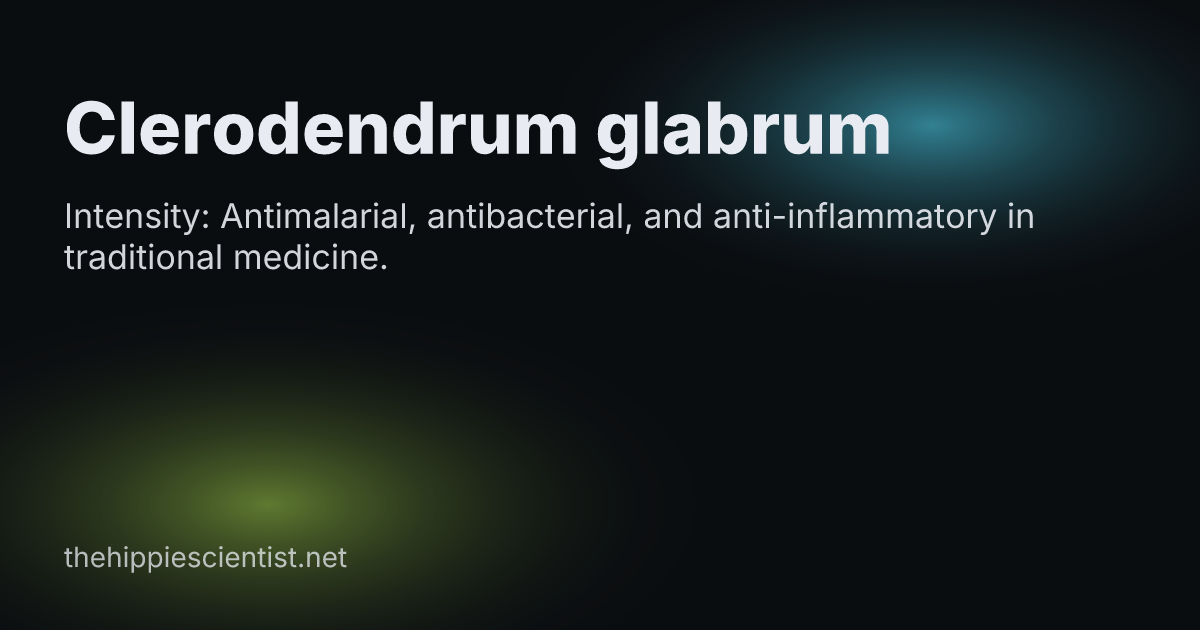 Clerodendrum glabrum
Intensity: Antimalarial, antibacterial, and anti-inflammatory in
traditional medicine.
thehippiescientist.net